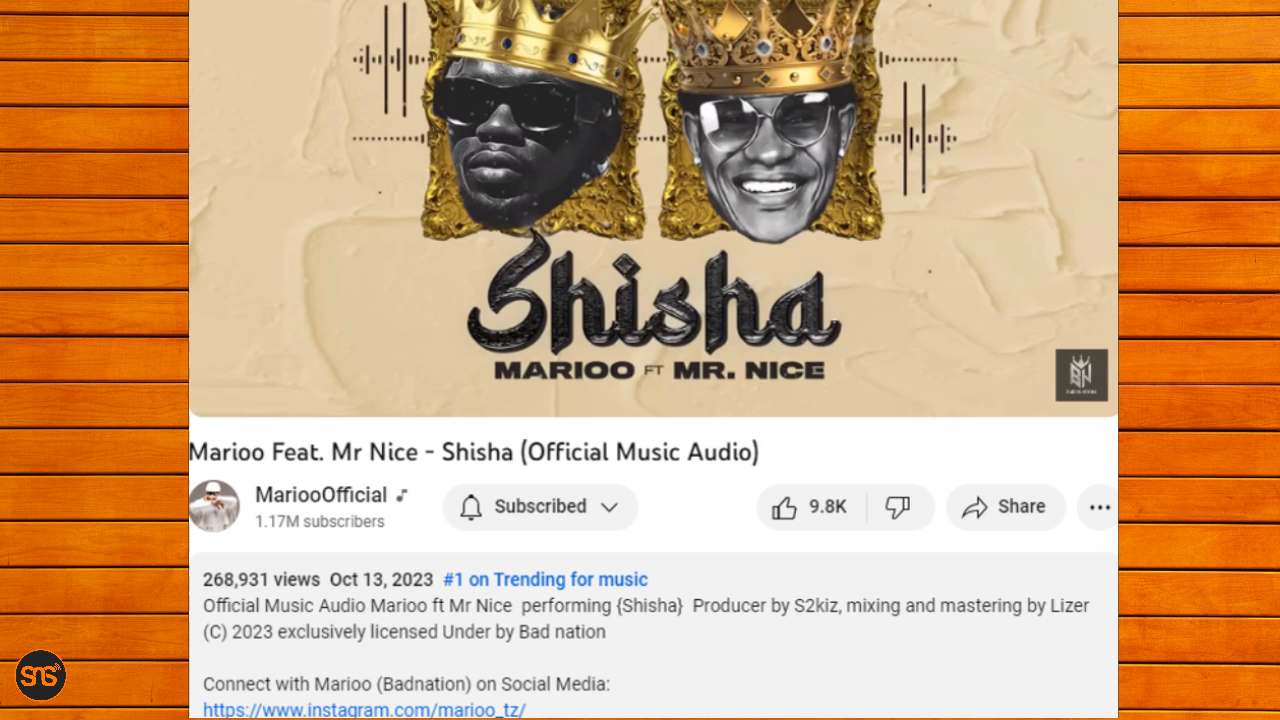 Shisha
MARIOO FT MR. NICE
BN
Marioo Feat. Mr Nice - Shisha (Official Music Audio)
MariooOfficial
1.17M subscribers
Subscribed
9.8K
Share
268,931 views Oct 13, 2023 #1 on Trending for music
Official Music Audio Marioo ft Mr Nice performing {Shisha} Producer by S2kiz, mixing and mastering by Lizer
(C) 2023 exclusively licensed Under by Bad nation
Connect with Marioo (Badnation) on Social Media:
https://www.instagram.com/marioo_tz/
SNS